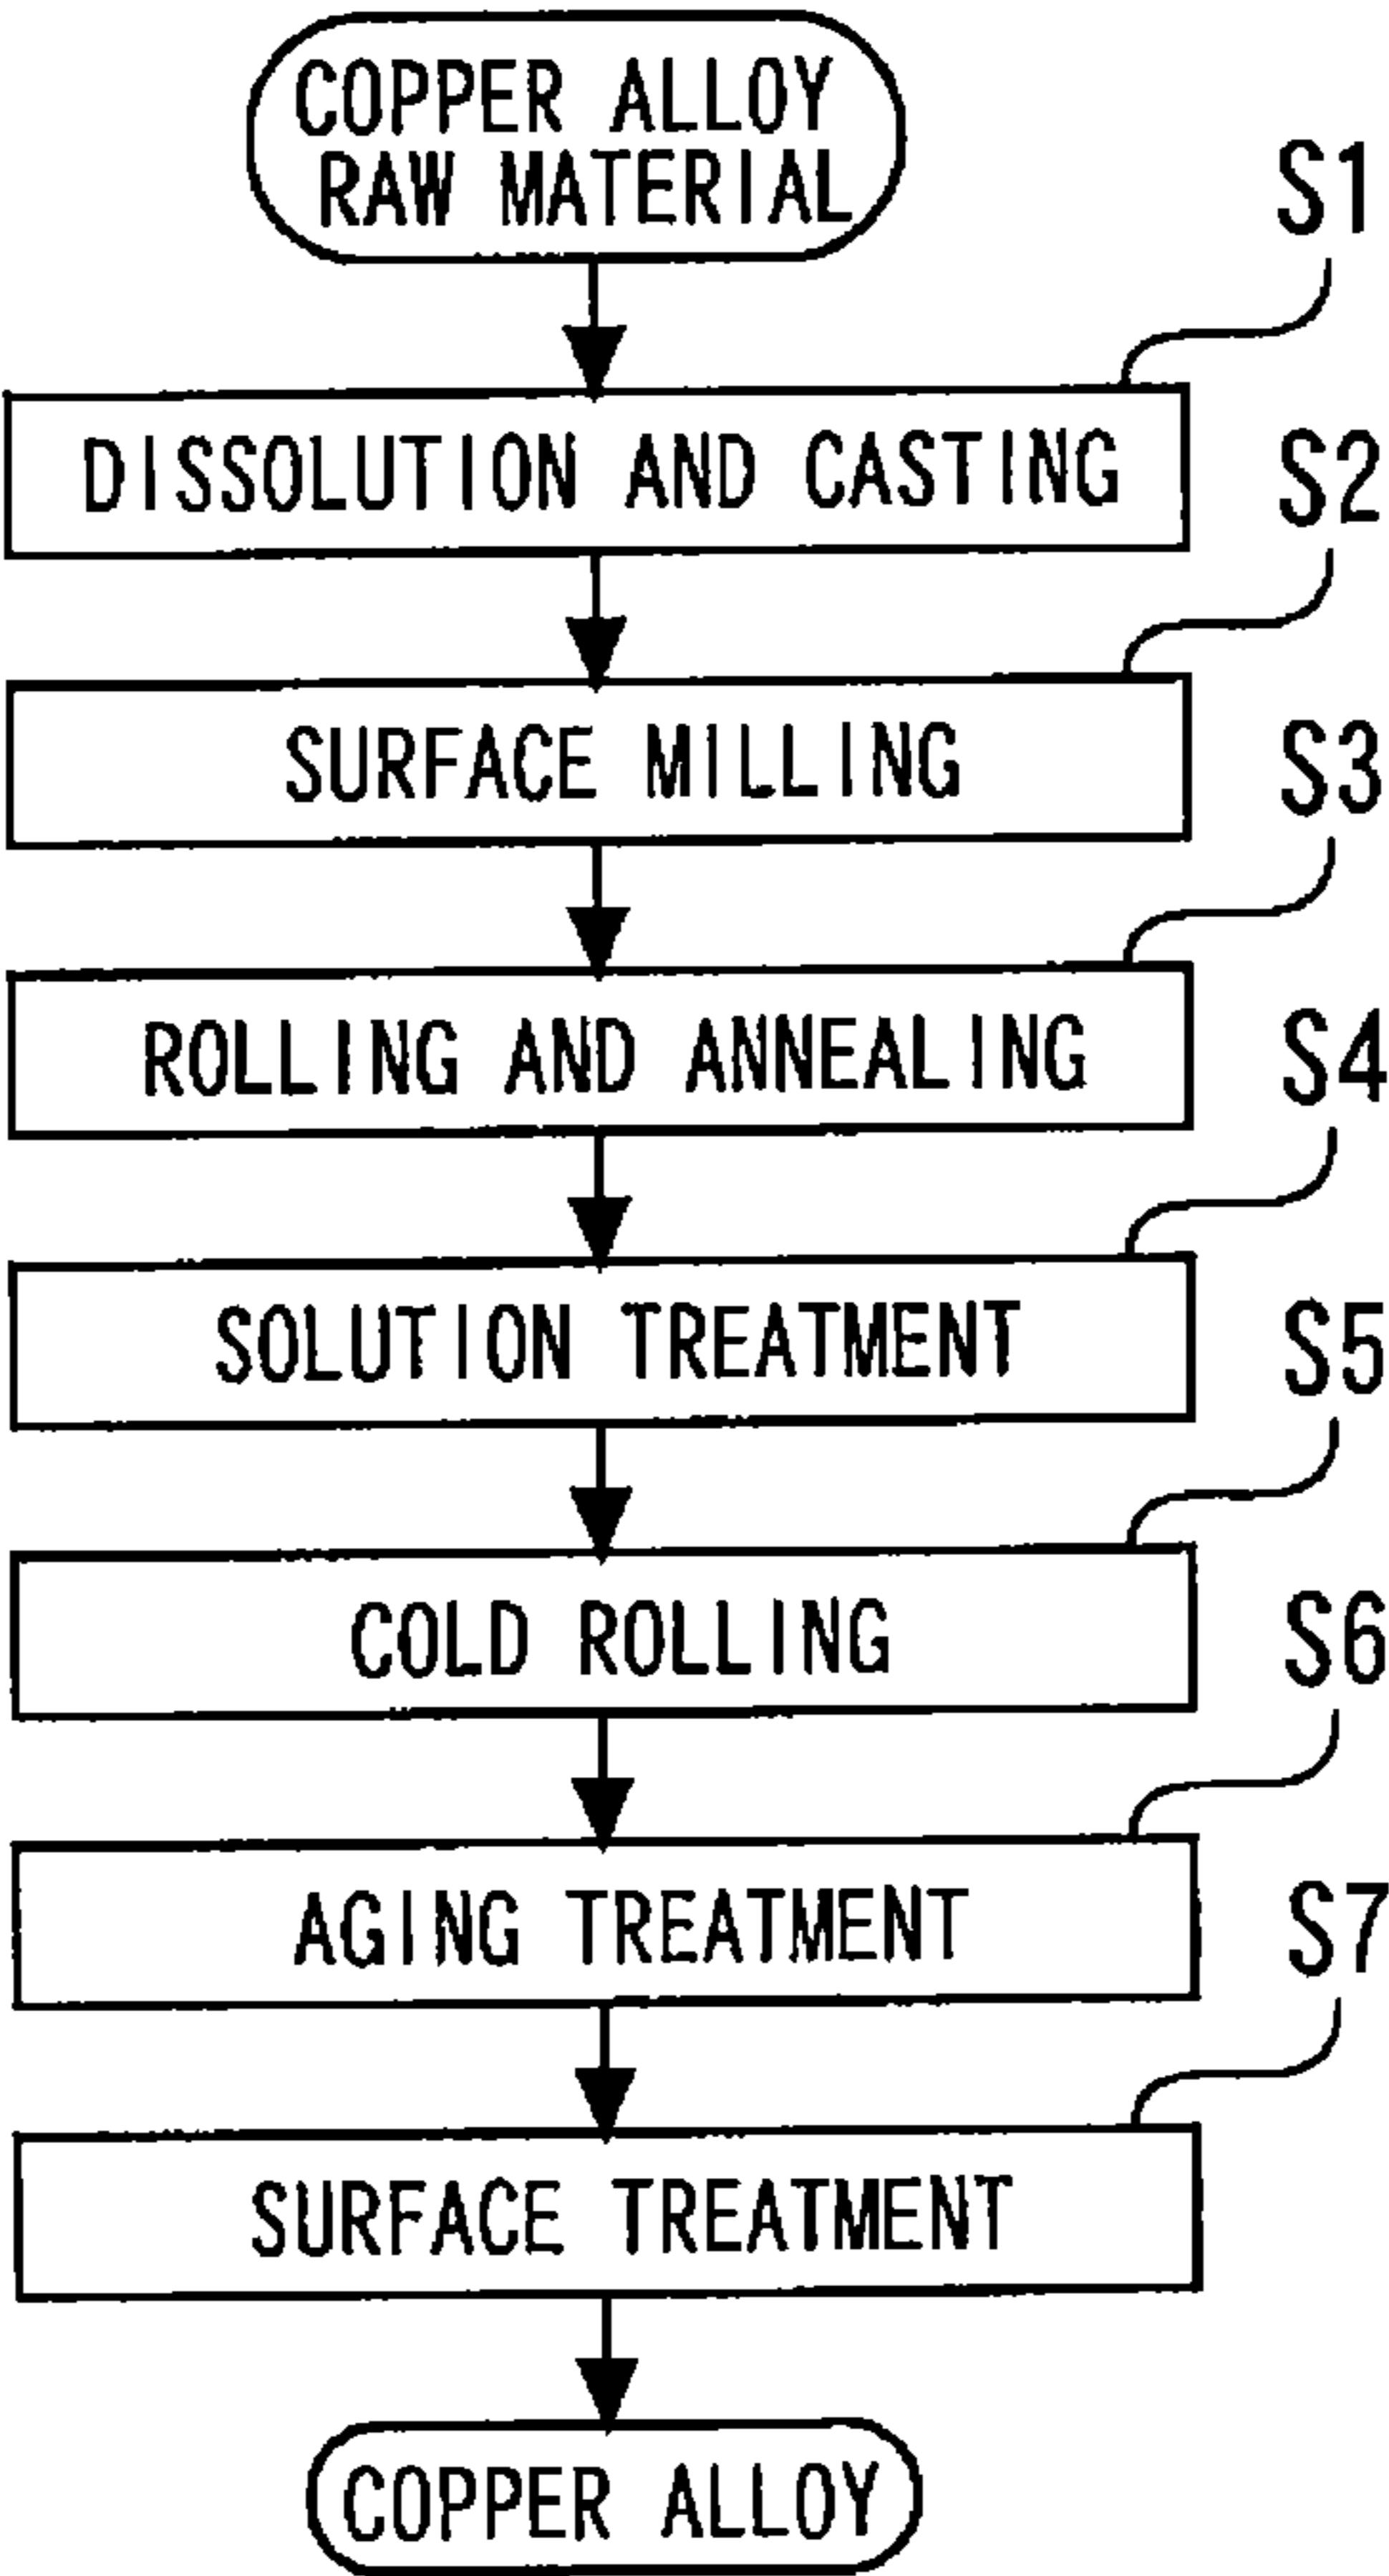 COPPER ALLOY
RAW MATERIAL
S1
DISSOLUTION AND CASTING
S2
SURFACE MILLING
S3
ROLLING AND ANNEALING
S4
SOLUTION TREATMENT
S5
COLD ROLLING
S6
AGING TREATMENT
S7
SURFACE TREATMENT
COPPER ALLOY